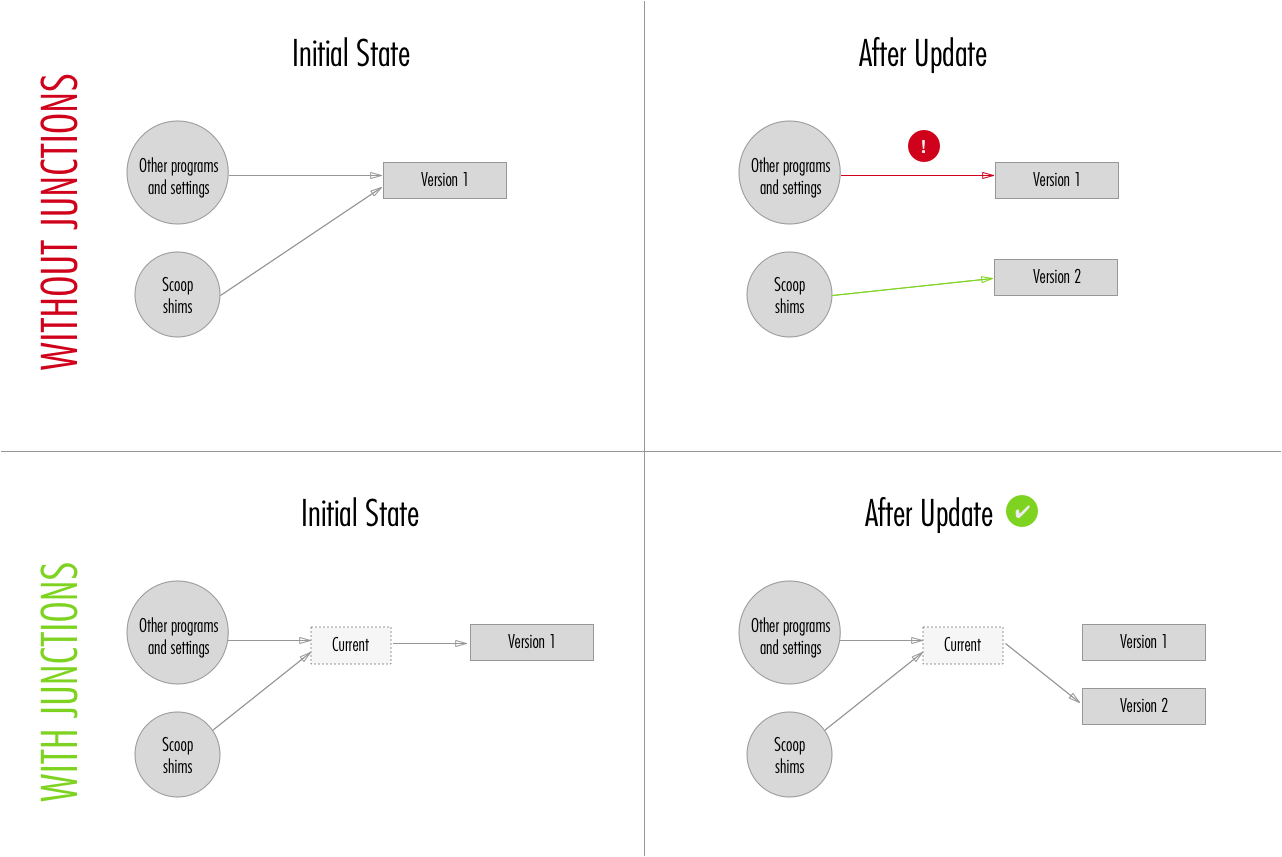 WITHOUT JUNCTIONS
Initial State
Other programs
and settings
Version 1
Scoop
shims
After Update
!
Other programs
and settings
Version 1
Scoop
shims
Version 2
WITH JUNCTIONS
Initial State
Other programs
and settings
Current
Version 1
Scoop
shims
After Update ✔
Other programs
and settings
Current
Version 1
Version 2
Scoop
shims